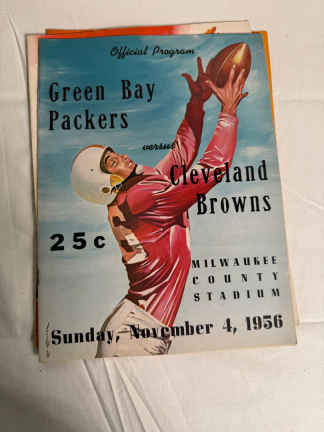 Official Program
Green Bay
Packers
versus
Cleveland
Browns
25c
MILWAUKEE
COUNTY
STADIUM
Sunday, November 4, 1956